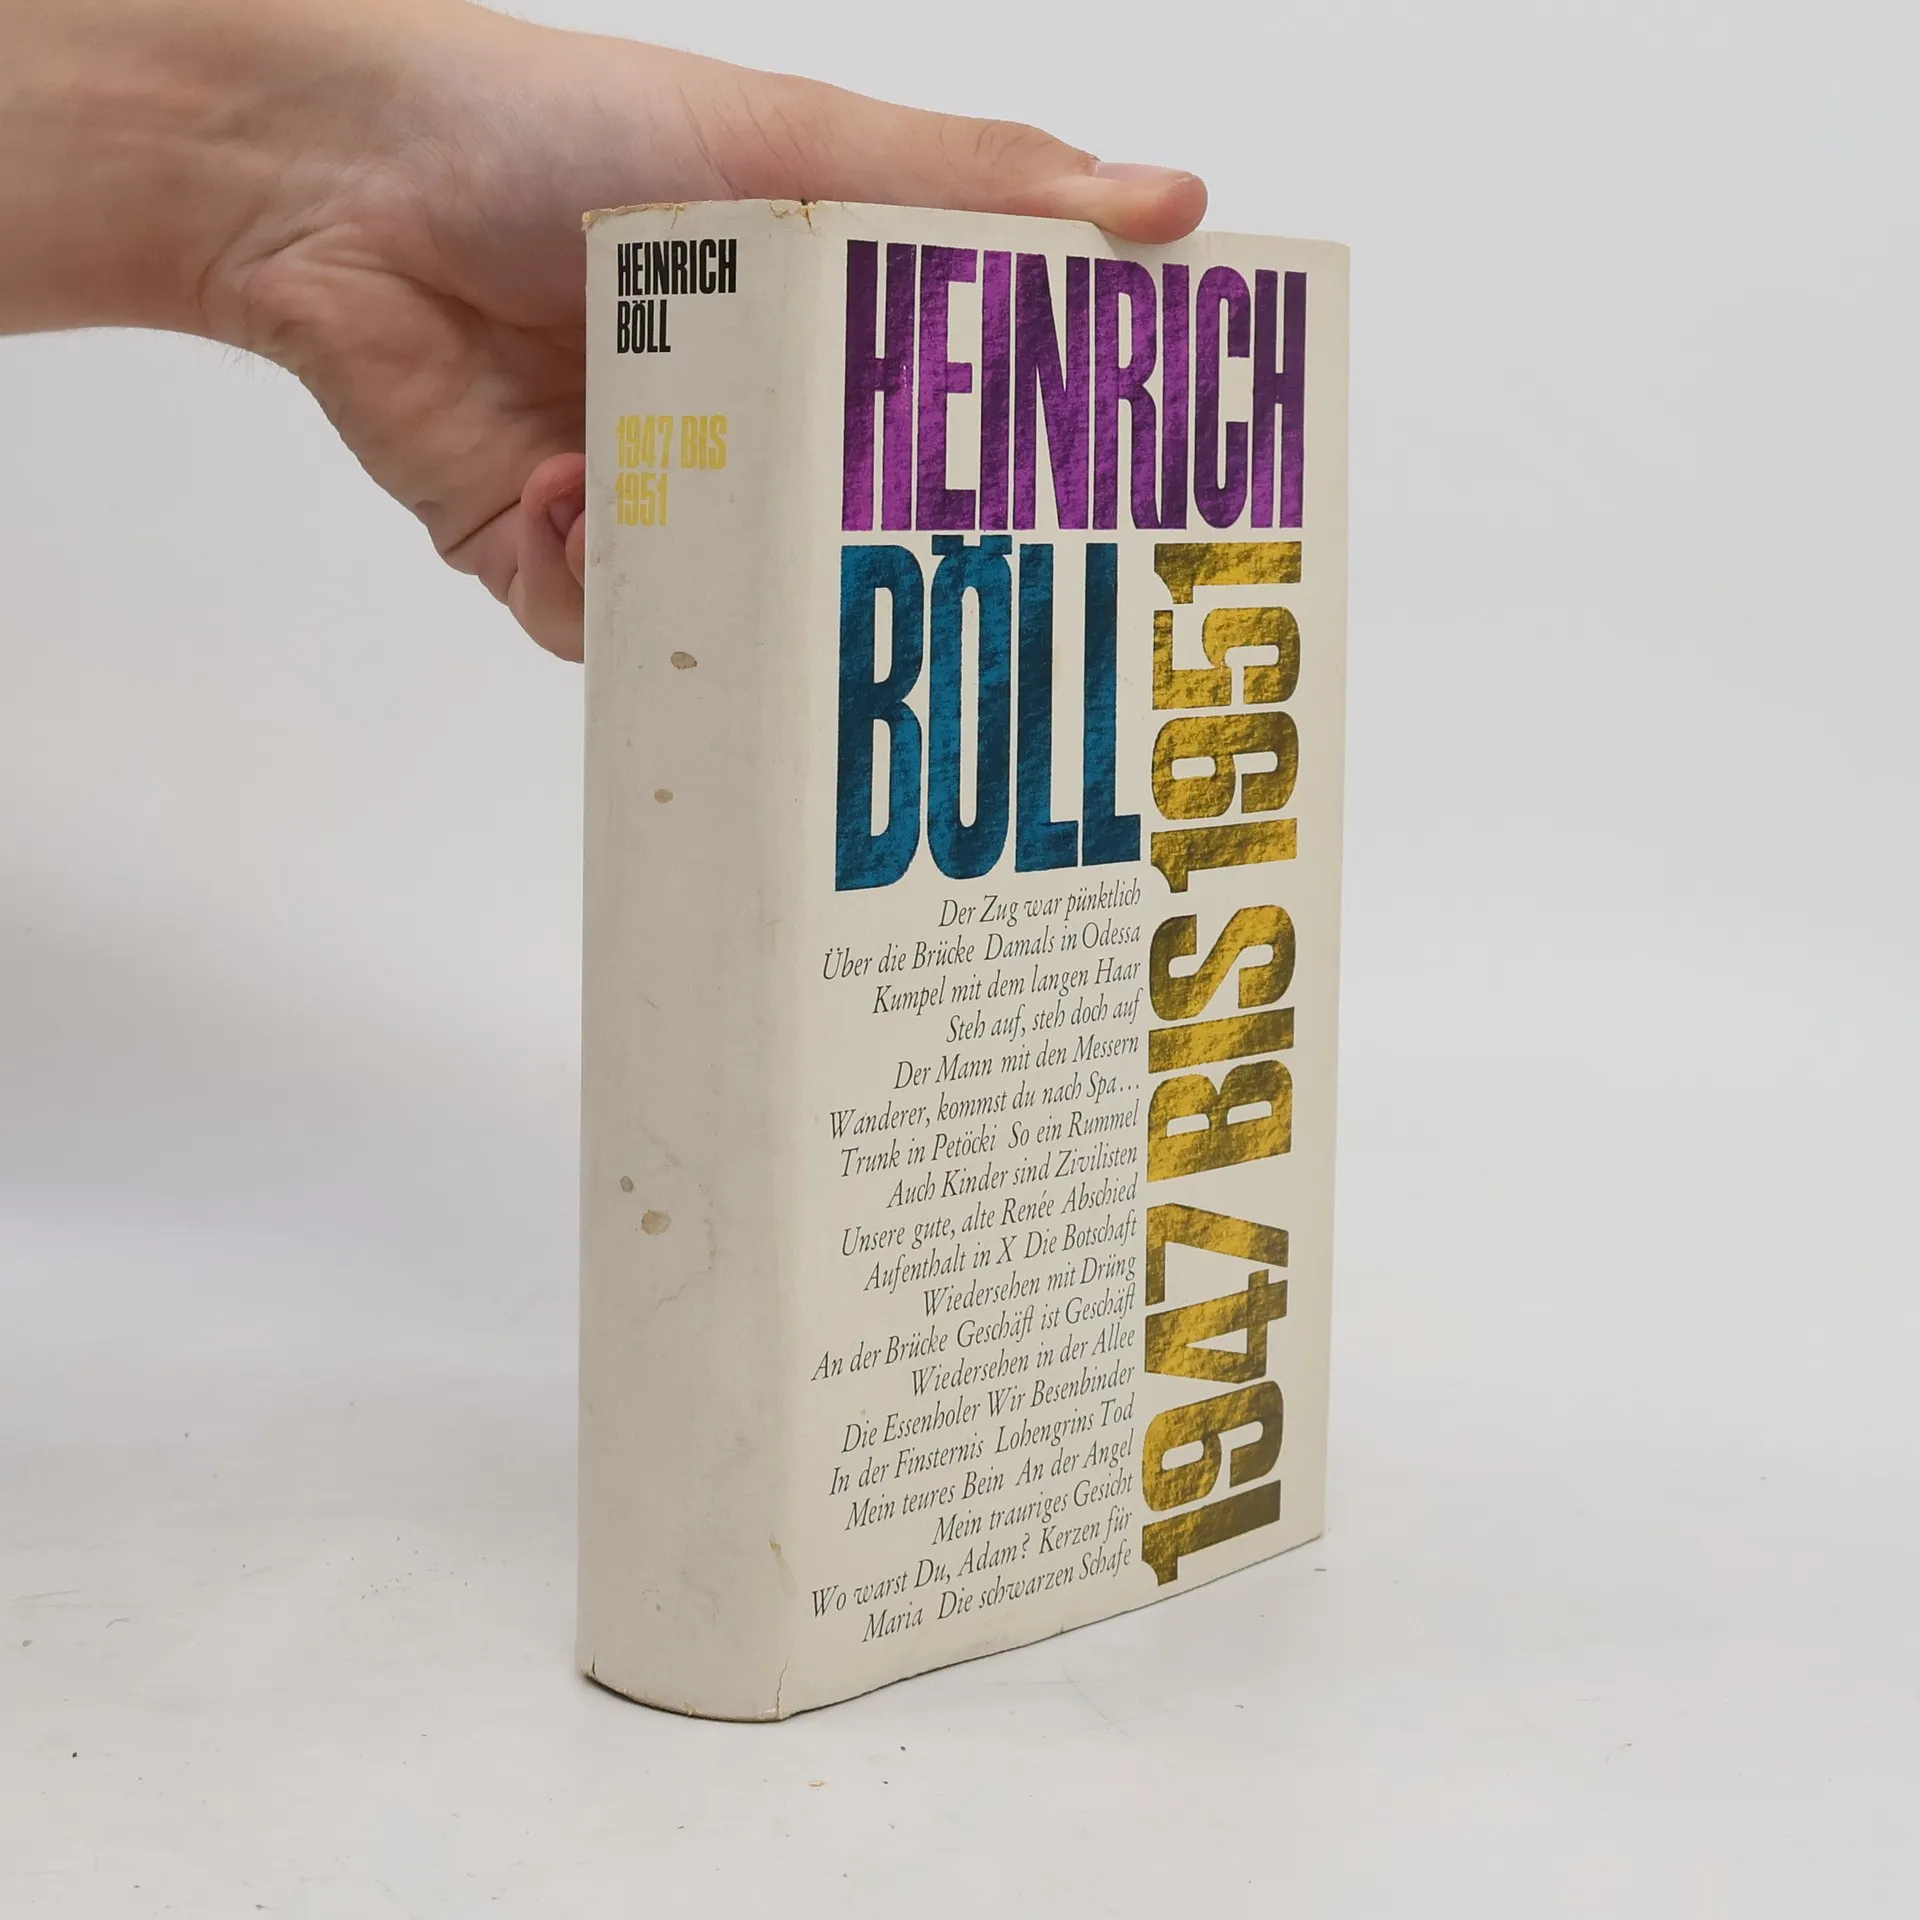 HEINRICH
BÖLL
1947 BIS
1951
HEINRICH
BÖLL
1947 BIS 1951
Der Zug war pünktlich
Über die Brücke Damals in Odessa
Kumpel mit dem langen Haar
Steh auf, steh doch auf
Der Mann mit den Messern
Wanderer, kommst du nach Spa...
Trunk in Petöcki So ein Rummel
Auch Kinder sind Zivilisten
Unsere gute, alte Renée Abschied
Aufenthalt in X Die Botschaft
Wiedersehen mit Drüng
An der Brücke Geschäft ist Geschäft
Wiedersehen in der Allee
Die Essenholer Wir Besenbinder
In der Finsternis Lohengrins Tod
Mein teures Bein An der Angel
Mein trauriges Gesicht
Wo warst Du, Adam? Kerzen für
Maria Die schwarzen Schafe